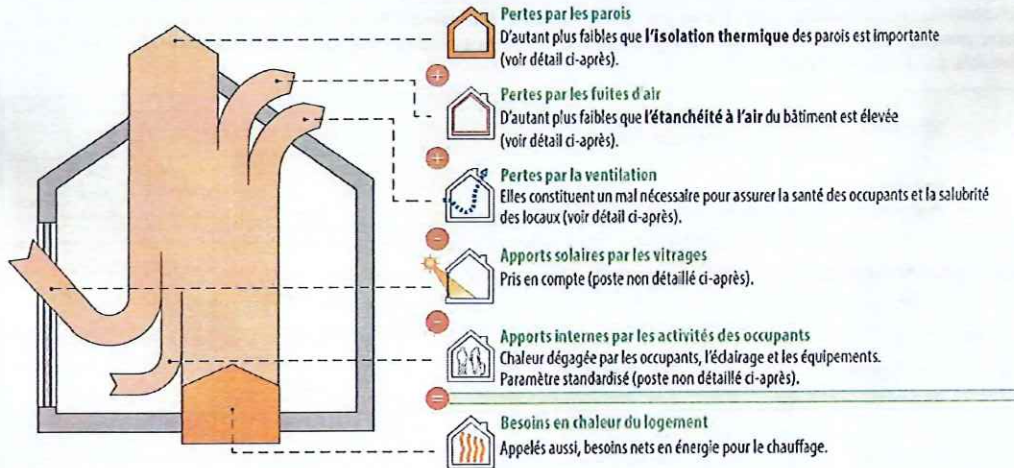 Pertes par les parois
D'autant plus faibles que l'isolation thermique des parois est importante
(voir détail ci-après).
+
Pertes par les fuites d'air
D'autant plus faibles que l'étanchéité à l'air du bâtiment est élevée
(voir détail ci-après).
+
Pertes par la ventilation
Elles constituent un mal nécessaire pour assurer la santé des occupants et la salubrité
des locaux (voir détail ci-après).
-
Apports solaires par les vitrages
Pris en compte (poste non détaillé ci-après).
-
Apports internes par les activités des occupants
Chaleur dégagée par les occupants, l'éclairage et les équipements.
Paramètre standardisé (poste non détaillé ci-après).
=
Besoins en chaleur du logement
Appelés aussi, besoins nets en énergie pour le chauffage.